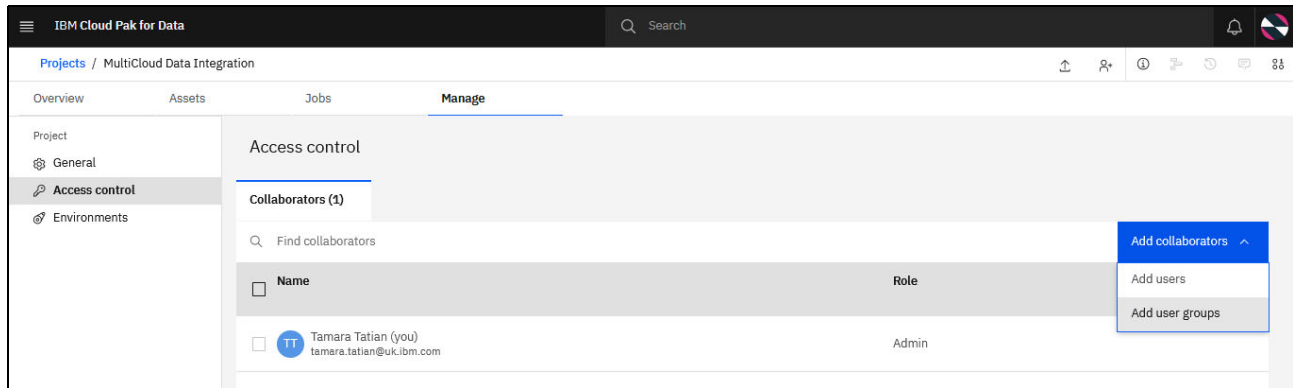 IBM Cloud Pak for Data
Search
Projects / MultiCloud Data Integration
Overview Assets Jobs Manage
Project
General
Access control
Environments
Access control
Collaborators (1)
Find collaborators
Add collaborators
Add users
Add user groups
Name Role
TT
Tamara Tatian (you) Admin
tamara.tatian@uk.ibm.com